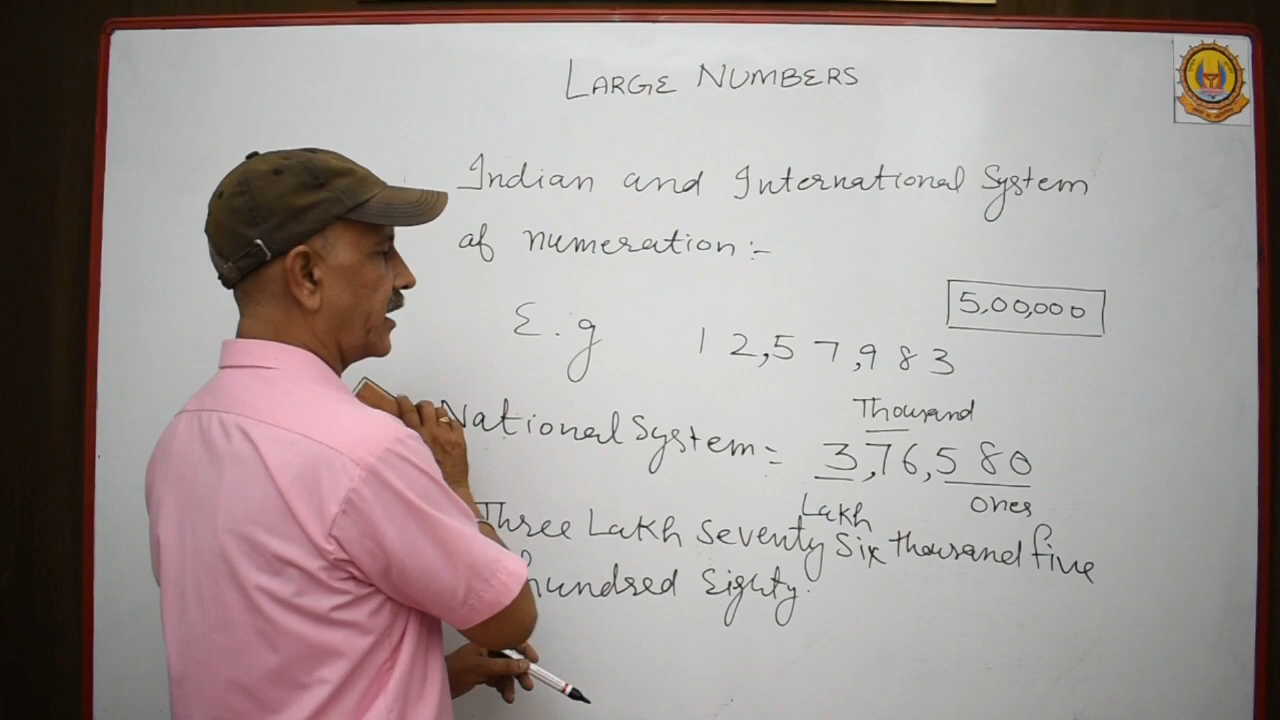 LARGE NUMBERS
Indian and International System
of numeration :-
5,00,000
E.g 12,57,983
Thousand
National System = 3,76,580
Lakh ones
Three Lakh Seventy Six thousand five
hundred Eighty.